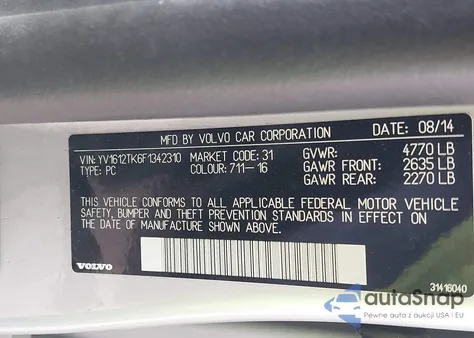 MFD BY VOLVO CAR CORPORATION DATE: 08/14
VIN: YV1612TK6F1342310 MARKET CODE: 31 GVWR: 4770 LB
TYPE: PC COLOUR: 711-16 GAWR FRONT: 2635 LB
GAWR REAR: 2270 LB
THIS VEHICLE CONFORMS TO ALL APPLICABLE FEDERAL MOTOR VEHICLE
SAFETY, BUMPER AND THEFT PREVENTION STANDARDS IN EFFECT ON
THE DATE OF MANUFACTURE SHOWN ABOVE.
VOLVO
31416040
autoSnap
Pewne auta z aukcji USA i EU